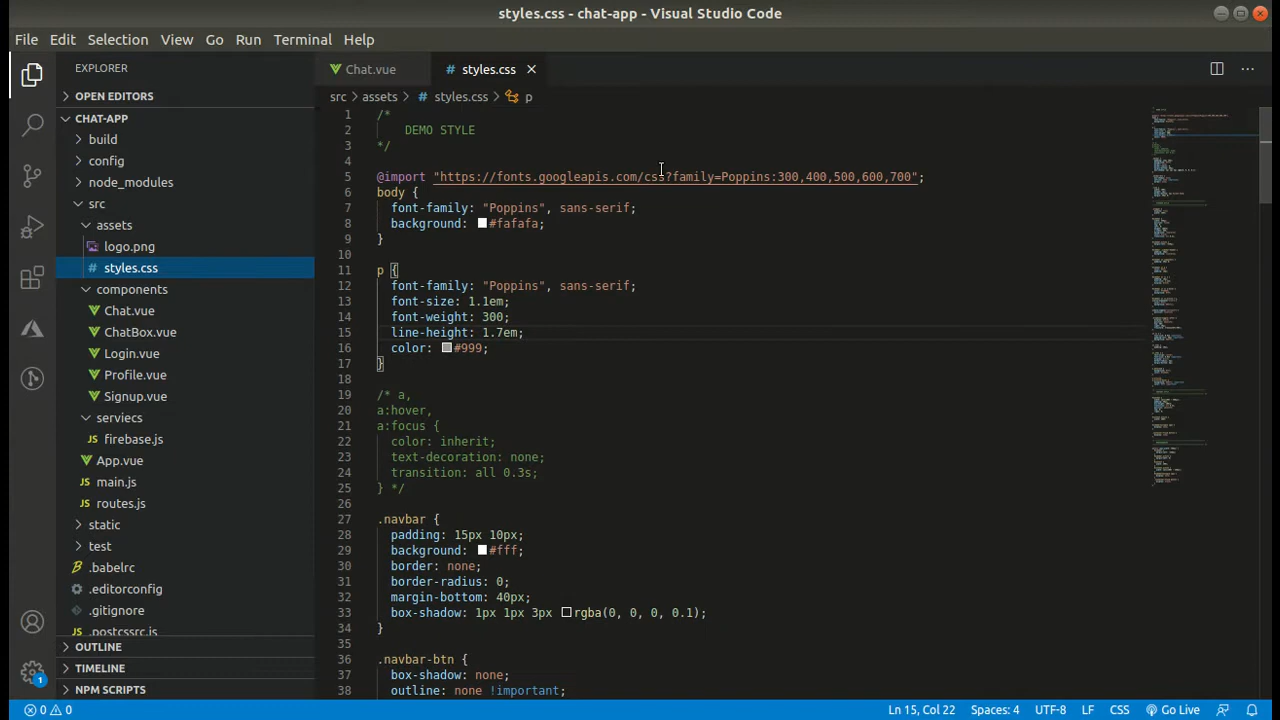 styles.css - chat-app - Visual Studio Code
File Edit Selection View Go Run Terminal Help
EXPLORER
OPEN EDITORS
CHAT-APP
build
config
node_modules
src
assets
logo.png
# styles.css
components
Chat.vue
ChatBox.vue
Login.vue
Profile.vue
Signup.vue
serviecs
JS firebase.js
App.vue
JS main.js
JS routes.js
static
test
.babelrc
.editorconfig
.gitignore
.postcssrc.js
OUTLINE
TIMELINE
NPM SCRIPTS
1
Chat.vue # styles.css
src > assets > # styles.css > p
1 /*
2 DEMO STYLE
3 */
4
5 @import "https://fonts.googleapis.com/css?family=Poppins:300,400,500,600,700";
6 body {
7 font-family: "Poppins", sans-serif;
8 background: #fafafa;
9 }
10
11 p {
12 font-family: "Poppins", sans-serif;
13 font-size: 1.1em;
14 font-weight: 300;
15 line-height: 1.7em;
16 color: #999;
17 }
18
19 /* a,
20 a:hover,
21 a:focus {
22 color: inherit;
23 text-decoration: none;
24 transition: all 0.3s;
25 } */
26
27 .navbar {
28 padding: 15px 10px;
29 background: #fff;
30 border: none;
31 border-radius: 0;
32 margin-bottom: 40px;
33 box-shadow: 1px 1px 3px rgba(0, 0, 0, 0.1);
34 }
35
36 .navbar-btn {
37 box-shadow: none;
38 outline: none !important;
0 0 Ln 15, Col 22 Spaces: 4 UTF-8 LF CSS Go Live